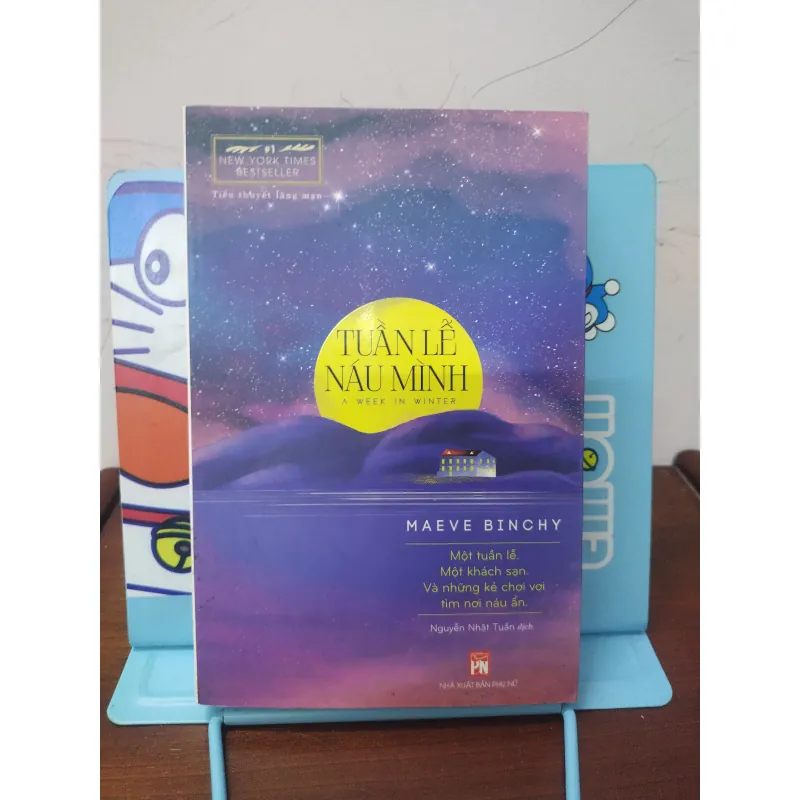 #1
NEW YORK TIMES
BESTSELLER
Tiểu thuyết lãng mạn
TUẦN LỄ
NÁU MÌNH
A WEEK IN WINTER
MAEVE BINCHY
Một tuần lễ.
Một khách sạn.
Và những kẻ chơi vơi
tìm nơi náu ẩn.
Nguyễn Nhật Tuấn dịch
PN
NHÀ XUẤT BẢN PHỤ NỮ